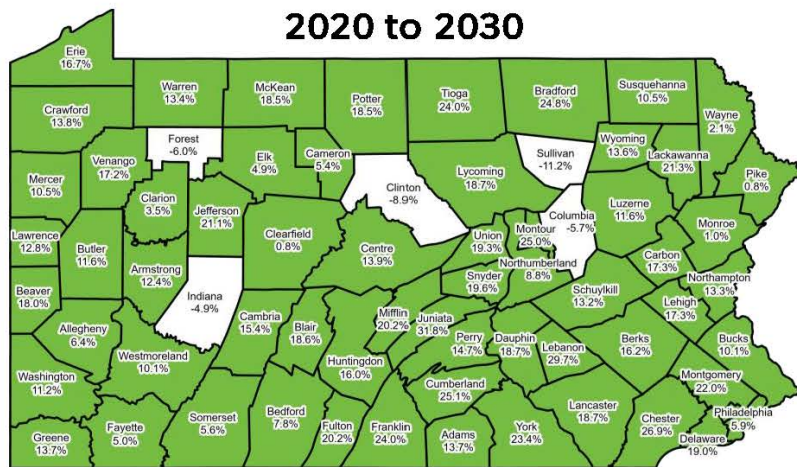 2020 to 2030
Erie
16.7%
Warren
13.4%
McKean
18.5%
Potter
18.5%
Tioga
24.0%
Bradford
24.8%
Susquehanna
10.5%
Wayne
2.1%
Crawford
13.8%
Forest
-6.0%
Elk
4.9%
Cameron
5.4%
Clinton
-8.9%
Lycoming
18.7%
Sullivan
-11.2%
Wyoming
13.6%
Lackawanna
21.3%
Pike
0.8%
Mercer
10.5%
Venango
17.2%
Clarion
3.5%
Jefferson
21.1%
Clearfield
0.8%
Centre
13.9%
Union
19.3%
Montour
25.0%
Columbia
-5.7%
Luzerne
11.6%
Monroe
1.0%
Lawrence
12.8%
Butler
11.6%
Armstrong
12.4%
Indiana
-4.9%
Snyder
19.6%
Northumberland
8.8%
Schuylkill
13.2%
Carbon
17.3%
Northampton
13.3%
Lehigh
17.3%
Beaver
18.0%
Allegheny
6.4%
Westmoreland
10.1%
Cambria
15.4%
Blair
18.6%
Huntingdon
16.0%
Mifflin
20.2%
Juniata
31.8%
Perry
14.7%
Dauphin
18.7%
Lebanon
29.7%
Berks
16.2%
Bucks
10.1%
Montgomery
22.0%
Washington
11.2%
Greene
13.7%
Fayette
5.0%
Somerset
5.6%
Bedford
7.8%
Fulton
20.2%
Franklin
24.0%
Cumberland
25.1%
Adams
13.7%
York
23.4%
Lancaster
18.7%
Chester
26.9%
Philadelphia
5.9%
Delaware
19.0%